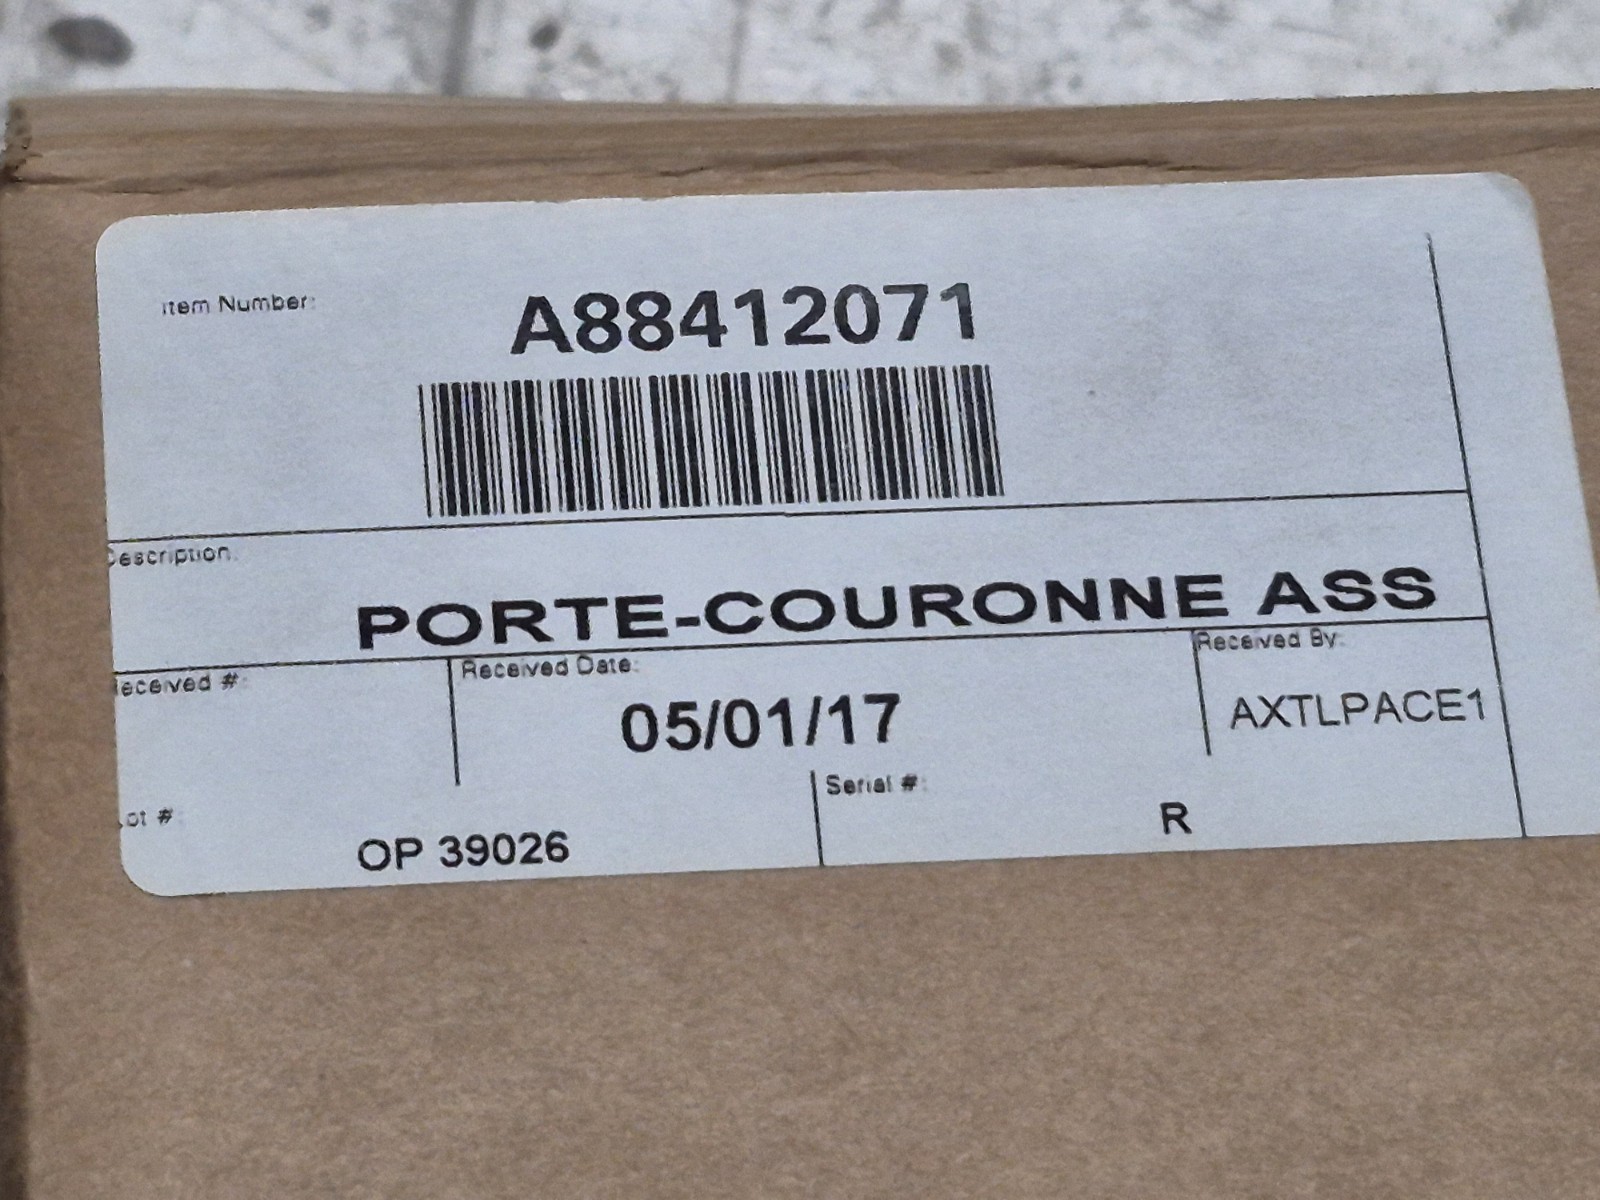 Item Number:
A88412071
Description:
PORTE-COURONNE ASS
Received #:
Received Date:
05/01/17
Received By:
AXTLPACE1
Lot #:
OP 39026
Serial #:
R